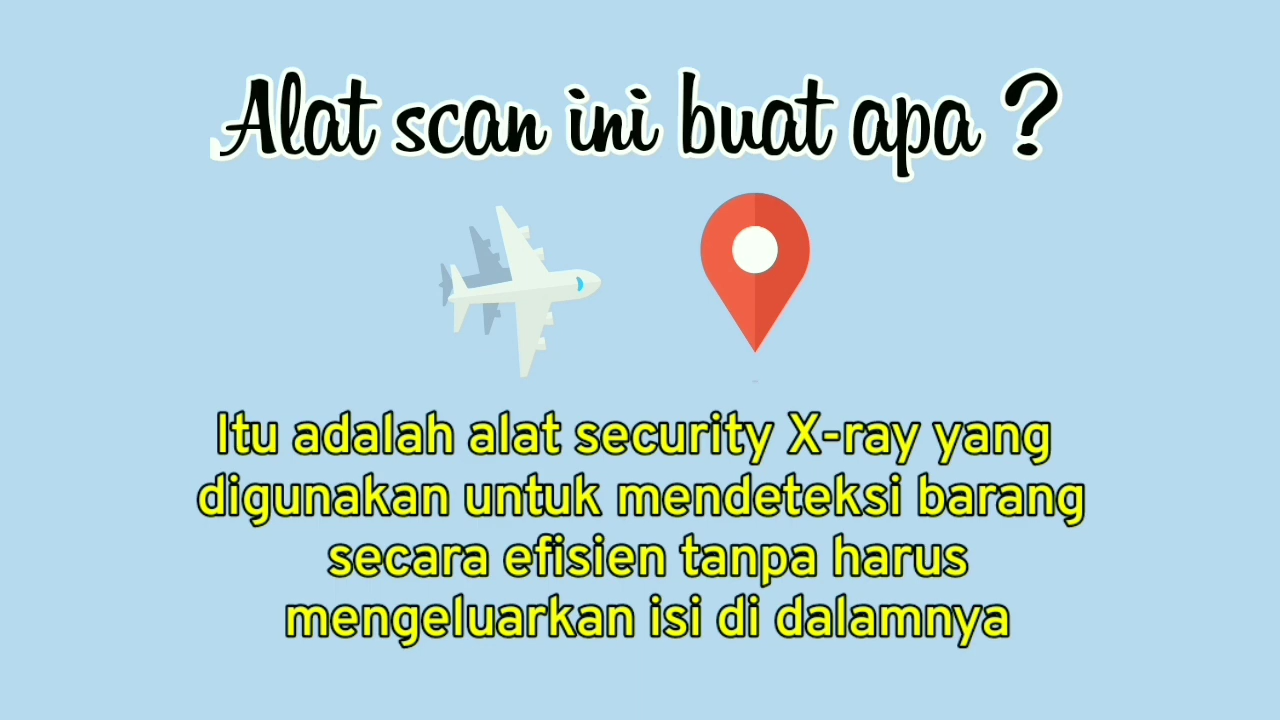 Alat scan ini buat apa ?
Itu adalah alat security X-ray yang
digunakan untuk mendeteksi barang
secara efisien tanpa harus
mengeluarkan isi di dalamnya